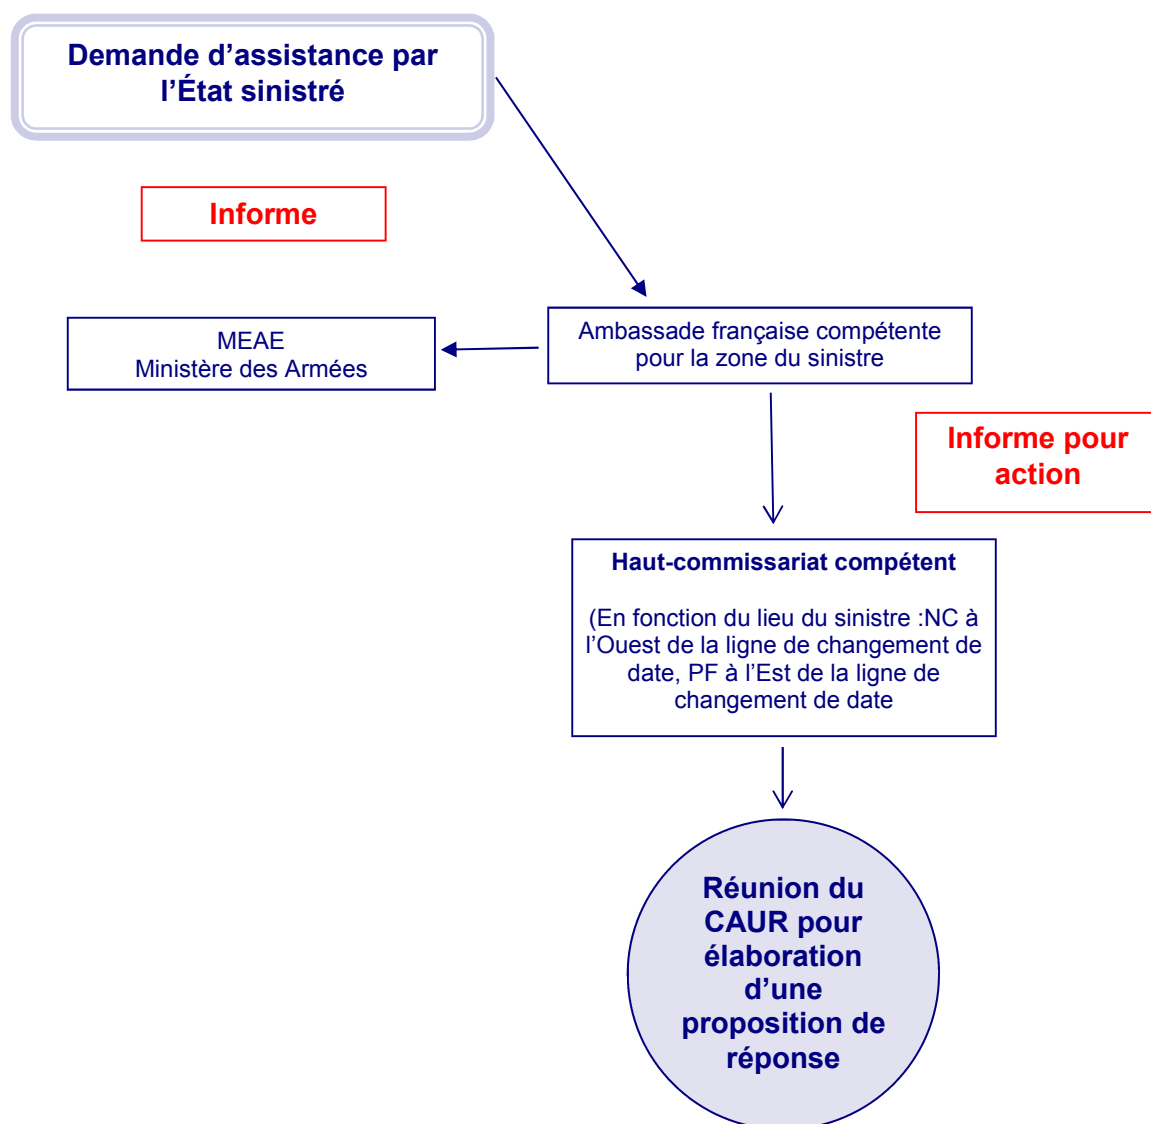 Demande d’assistance par
l’État sinistré
Informe
MEAE
Ministère des Armées
Ambassade française compétente
pour la zone du sinistre
Informe pour
action
Haut-commissariat compétent
(En fonction du lieu du sinistre :NC à
l’Ouest de la ligne de changement de
date, PF à l’Est de la ligne de
changement de date
Réunion du
CAUR pour
élaboration
d’une
proposition de
réponse